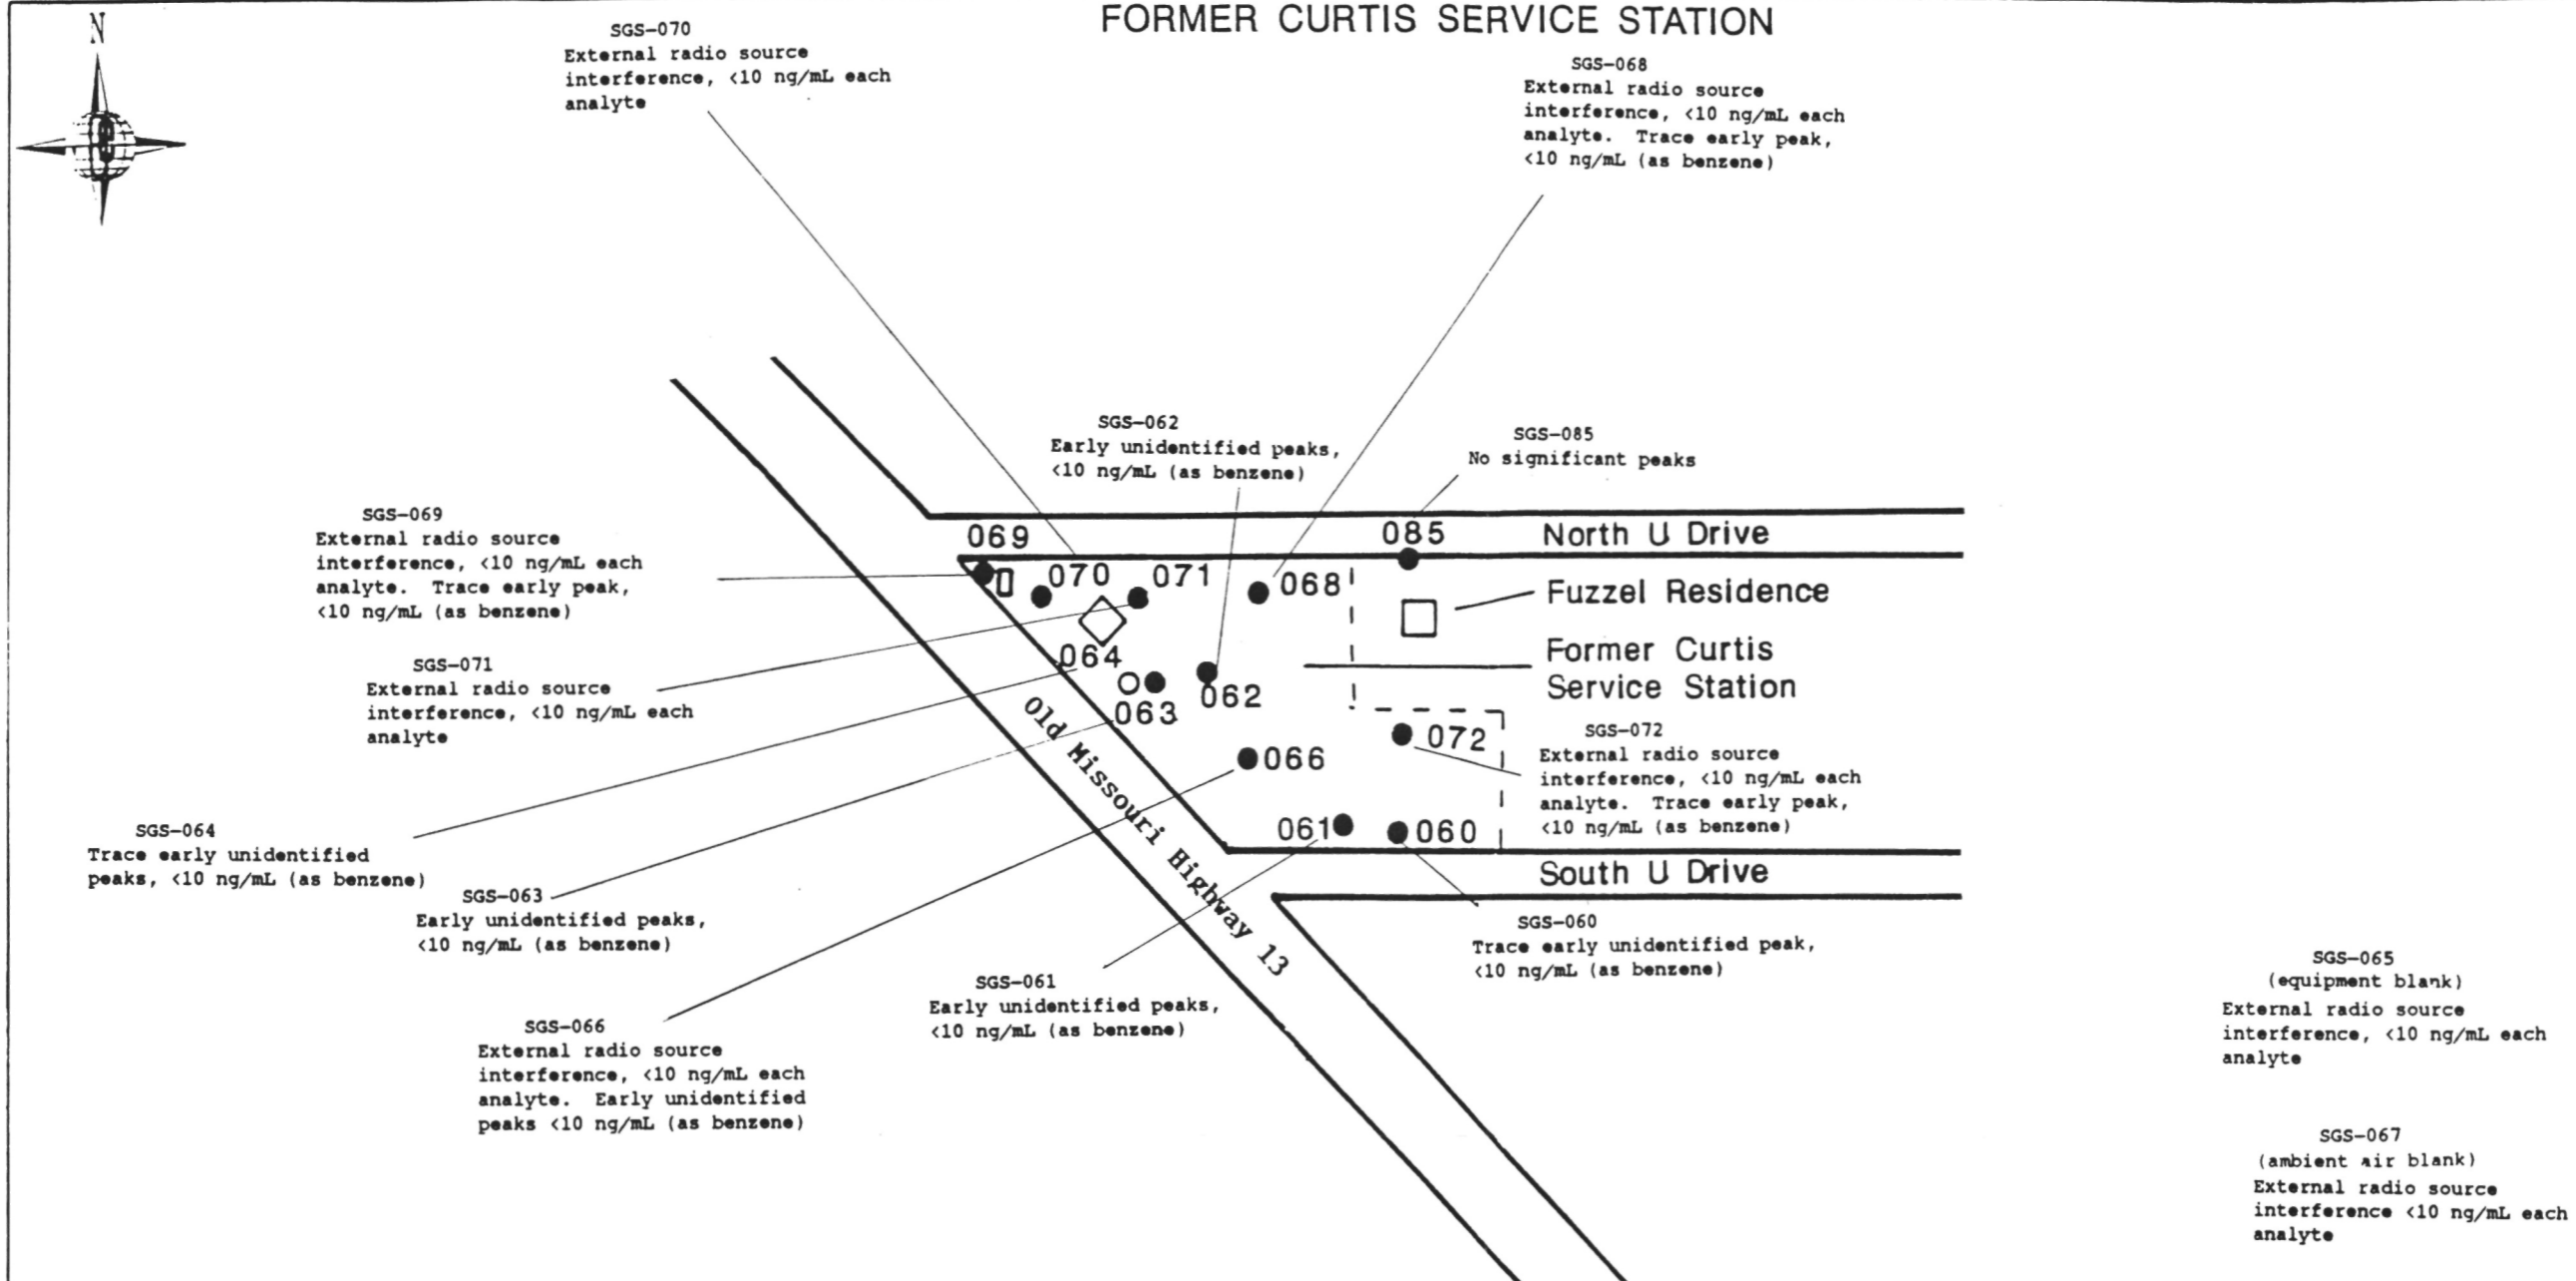 FORMER CURTIS SERVICE STATION
N
SGS-070
External radio source
interference, <10 ng/mL each
analyte
SGS-068
External radio source
interference, <10 ng/mL each
analyte. Trace early peak,
<10 ng/mL (as benzene)
SGS-062
Early unidentified peaks,
<10 ng/mL (as benzene)
SGS-085
No significant peaks
SGS-069
External radio source
interference, <10 ng/mL each
analyte. Trace early peak,
<10 ng/mL (as benzene)
069
085
North U Drive
070
071
068
Fuzzel Residence
064
062
063
Former Curtis
Service Station
SGS-071
External radio source
interference, <10 ng/mL each
analyte
Old Missouri Highway 13
072
066
SGS-072
External radio source
interference, <10 ng/mL each
analyte. Trace early peak,
<10 ng/mL (as benzene)
061
060
South U Drive
SGS-064
Trace early unidentified
peaks, <10 ng/mL (as benzene)
SGS-063
Early unidentified peaks,
<10 ng/mL (as benzene)
SGS-060
Trace early unidentified peak,
<10 ng/mL (as benzene)
SGS-061
Early unidentified peaks,
<10 ng/mL (as benzene)
SGS-066
External radio source
interference, <10 ng/mL each
analyte. Early unidentified
peaks <10 ng/mL (as benzene)
SGS-065
(equipment blank)
External radio source
interference, <10 ng/mL each
analyte
SGS-067
(ambient air blank)
External radio source
interference <10 ng/mL each
analyte